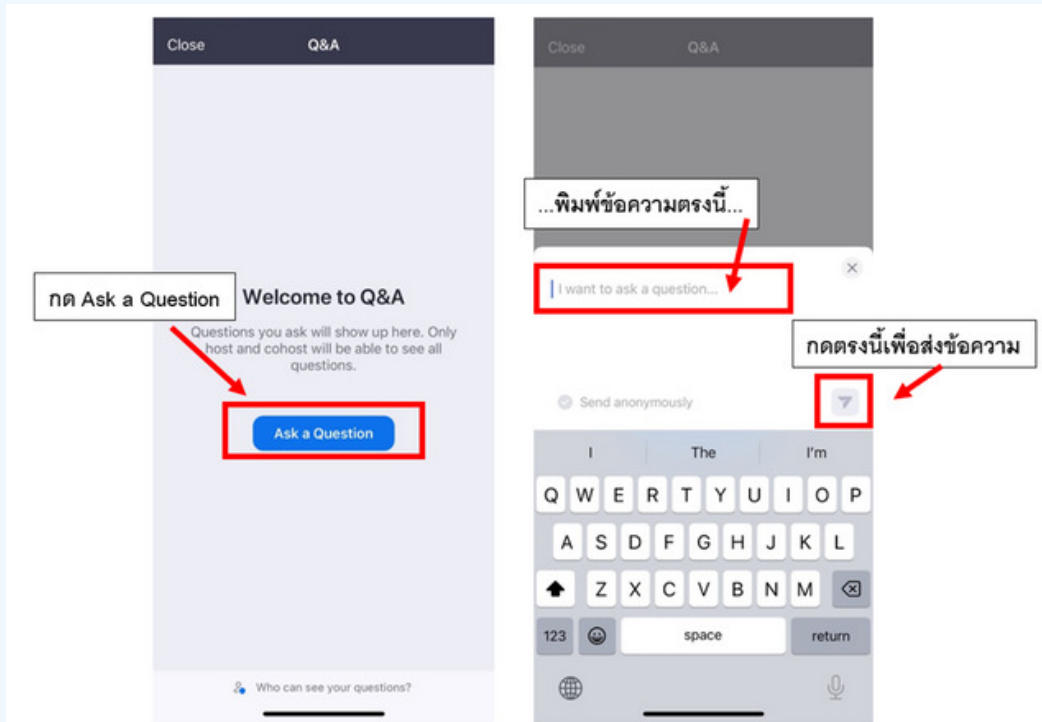 Close
Q&A
กด Ask a Question
Welcome to Q&A
Questions you ask will show up here. Only
host and cohost will be able to see all
questions.
Ask a Question
Who can see your questions?
Close
Q&A
...พิมพ์ข้อความตรงนี้...
I want to ask a question...
กดตรงนี้เพื่อส่งข้อความ
Send anonymously
I The I'm
Q W E R T Y U I O P
A S D F G H J K L
Z X C V B N M
123 space return